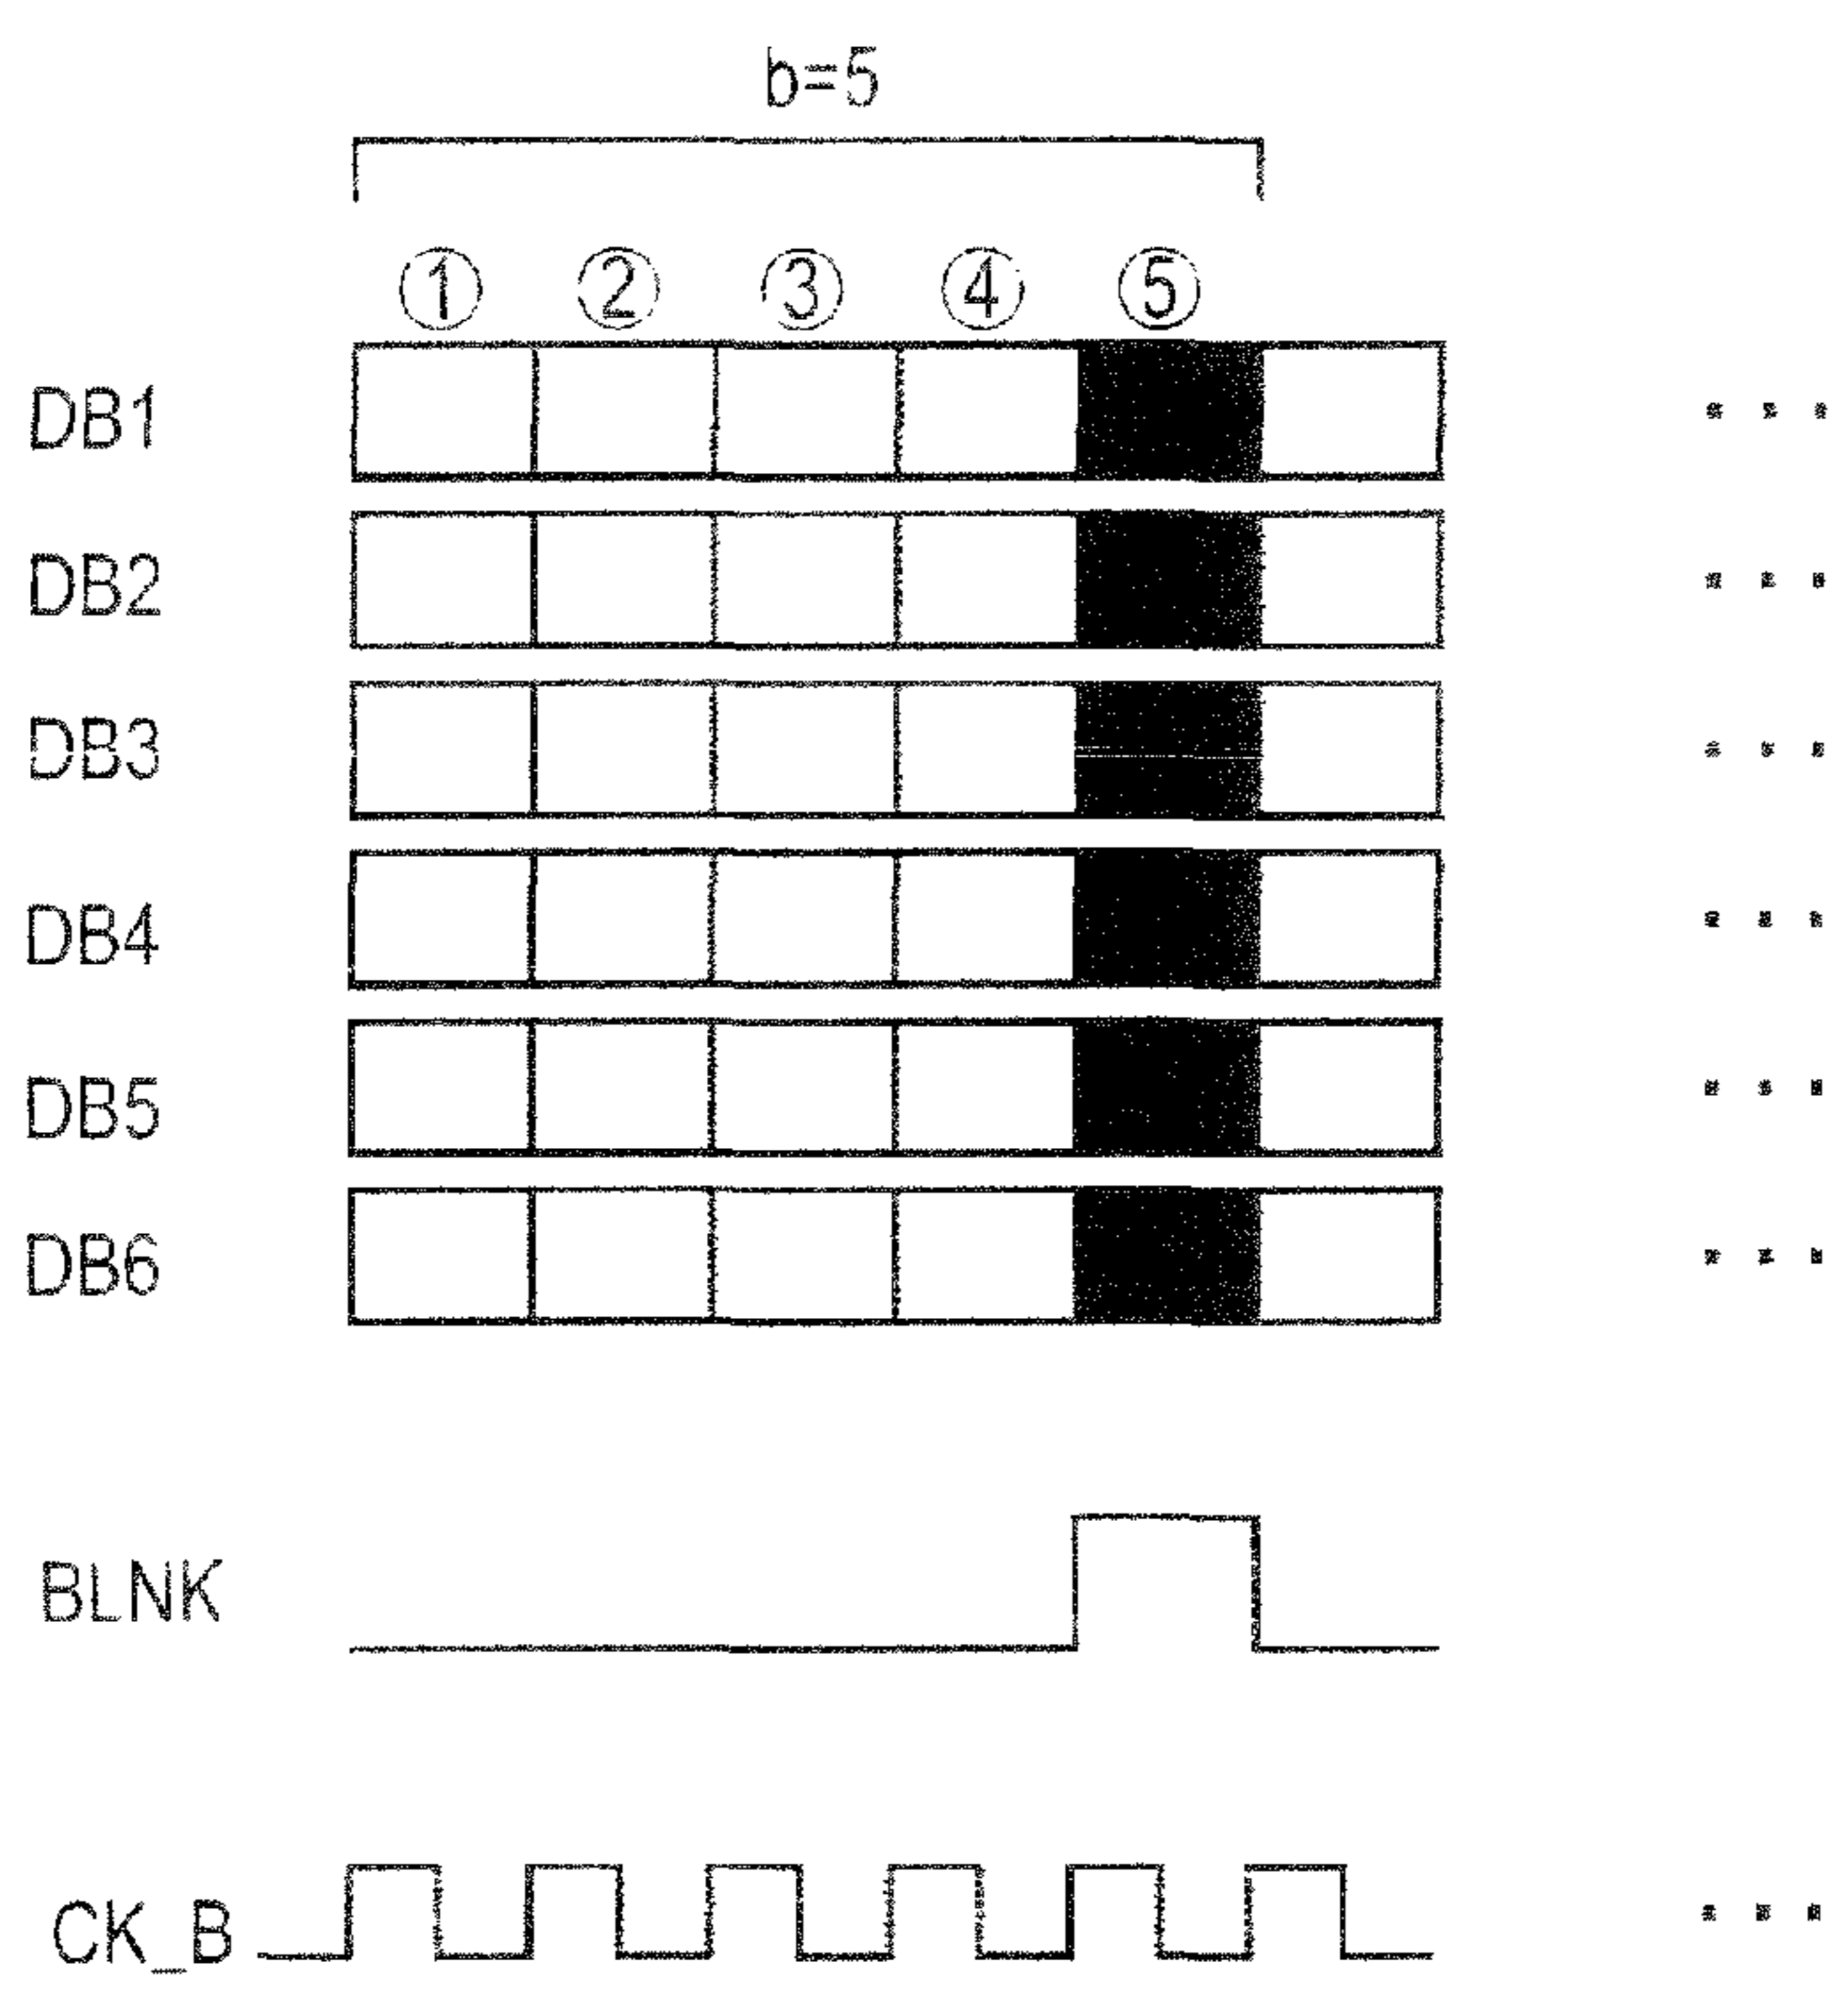 b=5
① ② ③ ④ ⑤
DB1
DB2
DB3
DB4
DB5
DB6
BLNK
CK_B